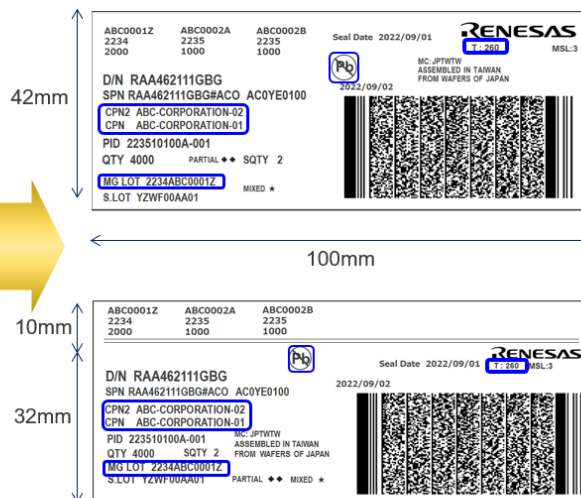 ABC0001Z ABC0002A ABC0002B
2234 2235 2235
2000 1000 1000
Seal Date 2022/09/01
RENESAS
T : 260 MSL:3
Pb
MC: JPTWTW
ASSEMBLED IN TAIWAN
FROM WAFERS OF JAPAN
2022/09/02
D/N RAA462111GBG
SPN RAA462111GBG#ACO AC0YE0100
CPN2 ABC-CORPORATION-02
CPN ABC-CORPORATION-01
PID 223510100A-001
QTY 4000 PARTIAL ◆◆ SQTY 2
MG LOT 2234ABC0001Z
MIXED ★
S.LOT YZWF00AA01
42mm
100mm
10mm
32mm
ABC0001Z ABC0002A ABC0002B
2234 2235 2235
2000 1000 1000
Pb
Seal Date 2022/09/01
RENESAS
T : 260 MSL:3
2022/09/02
D/N RAA462111GBG
SPN RAA462111GBG#ACO AC0YE0100
CPN2 ABC-CORPORATION-02
CPN ABC-CORPORATION-01
PID 223510100A-001
MC: JPTWTW
ASSEMBLED IN TAIWAN
FROM WAFERS OF JAPAN
QTY 4000 SQTY 2
MG LOT 2234ABC0001Z
S.LOT YZWF00AA01 PARTIAL ◆◆ MIXED ★